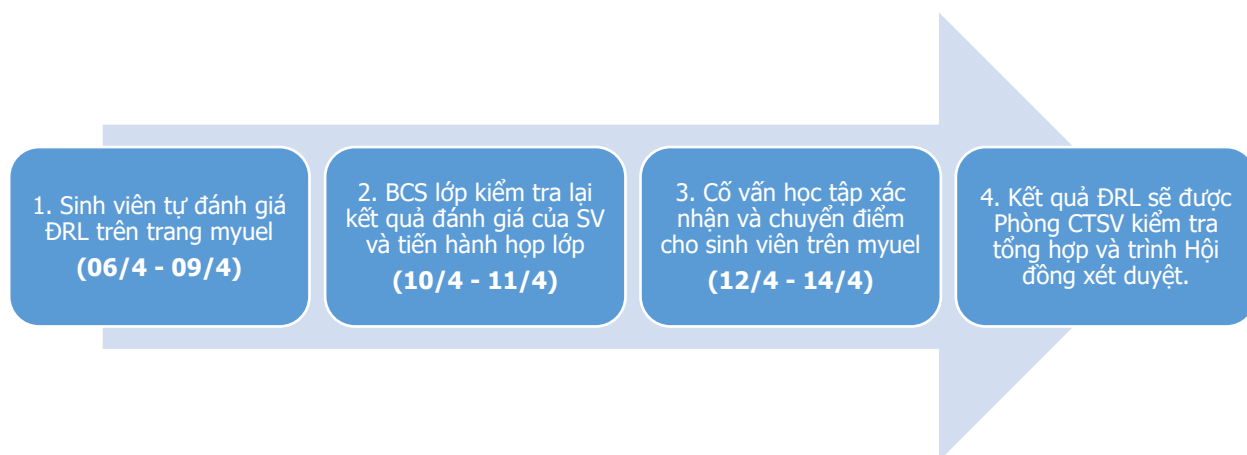 1. Sinh viên tự đánh giá
ĐRL trên trang myuel
(06/4 - 09/4)
2. BCS lớp kiểm tra lại
kết quả đánh giá của SV
và tiến hành họp lớp
(10/4 - 11/4)
3. Cố vấn học tập xác
nhận và chuyển điểm
cho sinh viên trên myuel
(12/4 - 14/4)
4. Kết quả ĐRL sẽ được
Phòng CTSV kiểm tra
tổng hợp và trình Hội
đồng xét duyệt.